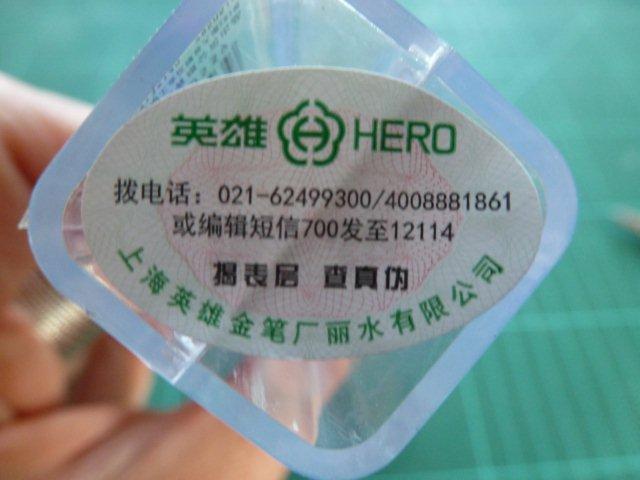 英雄 HERO
拨电话：021-62499300/4008881861
或编辑短信700发至12114
揭表层 查真伪
上海英雄金笔厂丽水有限公司